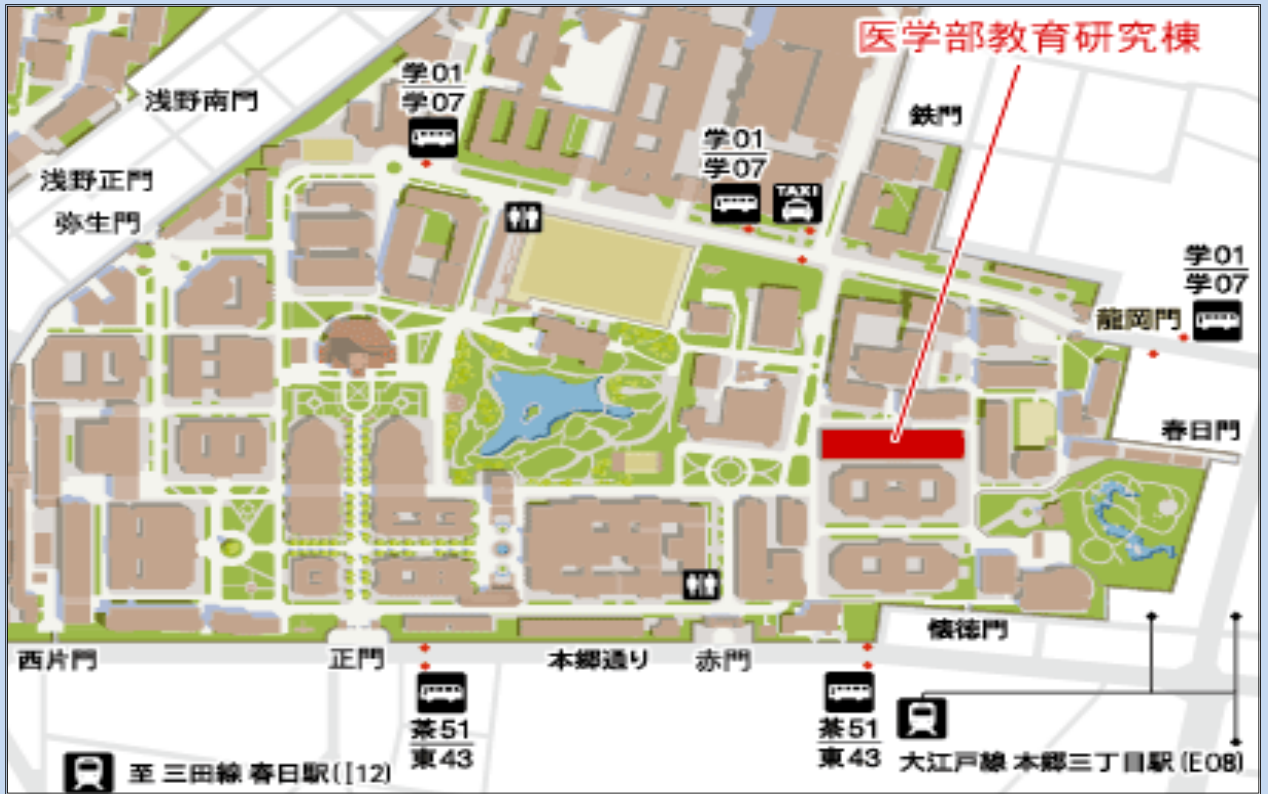 医学部教育研究棟
学01
学07
浅野南門
鉄門
学01
学07
TAXI
浅野正門
弥生門
学01
学07
龍岡門
春日門
懐徳門
西片門
正門
本郷通り
赤門
茶51
東43
茶51
東43
大江戸線 本郷三丁目駅(E08)
至 三田線 春日駅(I12)